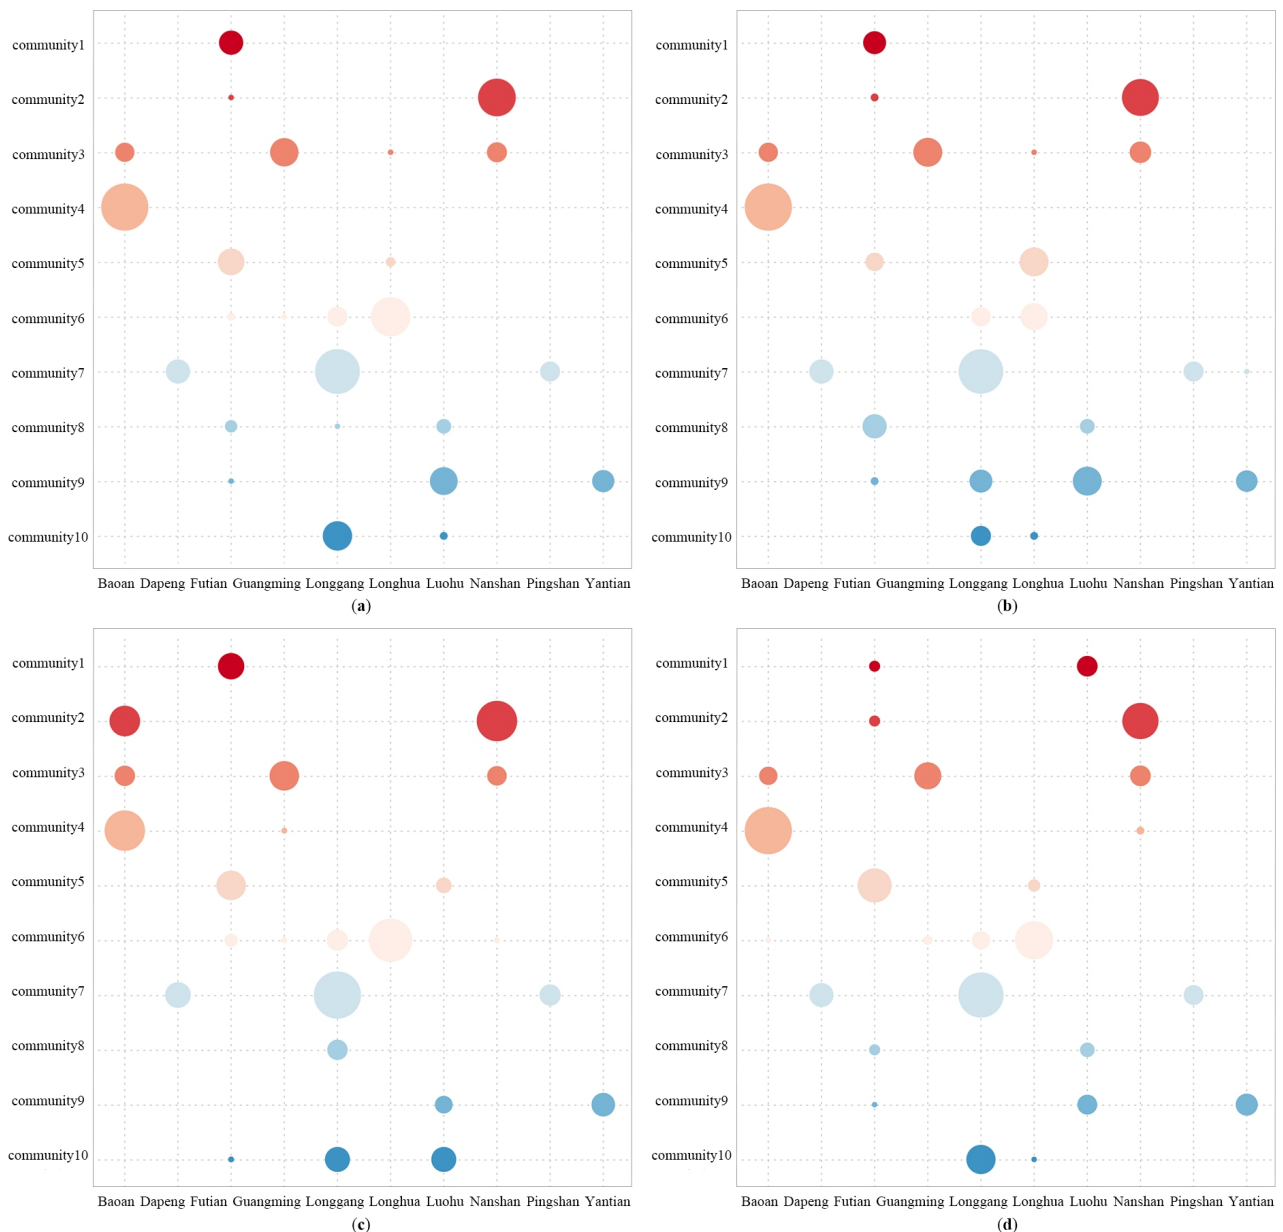 community1
community2
community3
community4
community5
community6
community7
community8
community9
community10
Baoan Dapeng Futian Guangming Longgang Longhua Luohu Nanshan Pingshan Yantian
(a)
community1
community2
community3
community4
community5
community6
community7
community8
community9
community10
Baoan Dapeng Futian Guangming Longgang Longhua Luohu Nanshan Pingshan Yantian
(b)
community1
community2
community3
community4
community5
community6
community7
community8
community9
community10
Baoan Dapeng Futian Guangming Longgang Longhua Luohu Nanshan Pingshan Yantian
(c)
community1
community2
community3
community4
community5
community6
community7
community8
community9
community10
Baoan Dapeng Futian Guangming Longgang Longhua Luohu Nanshan Pingshan Yantian
(d)